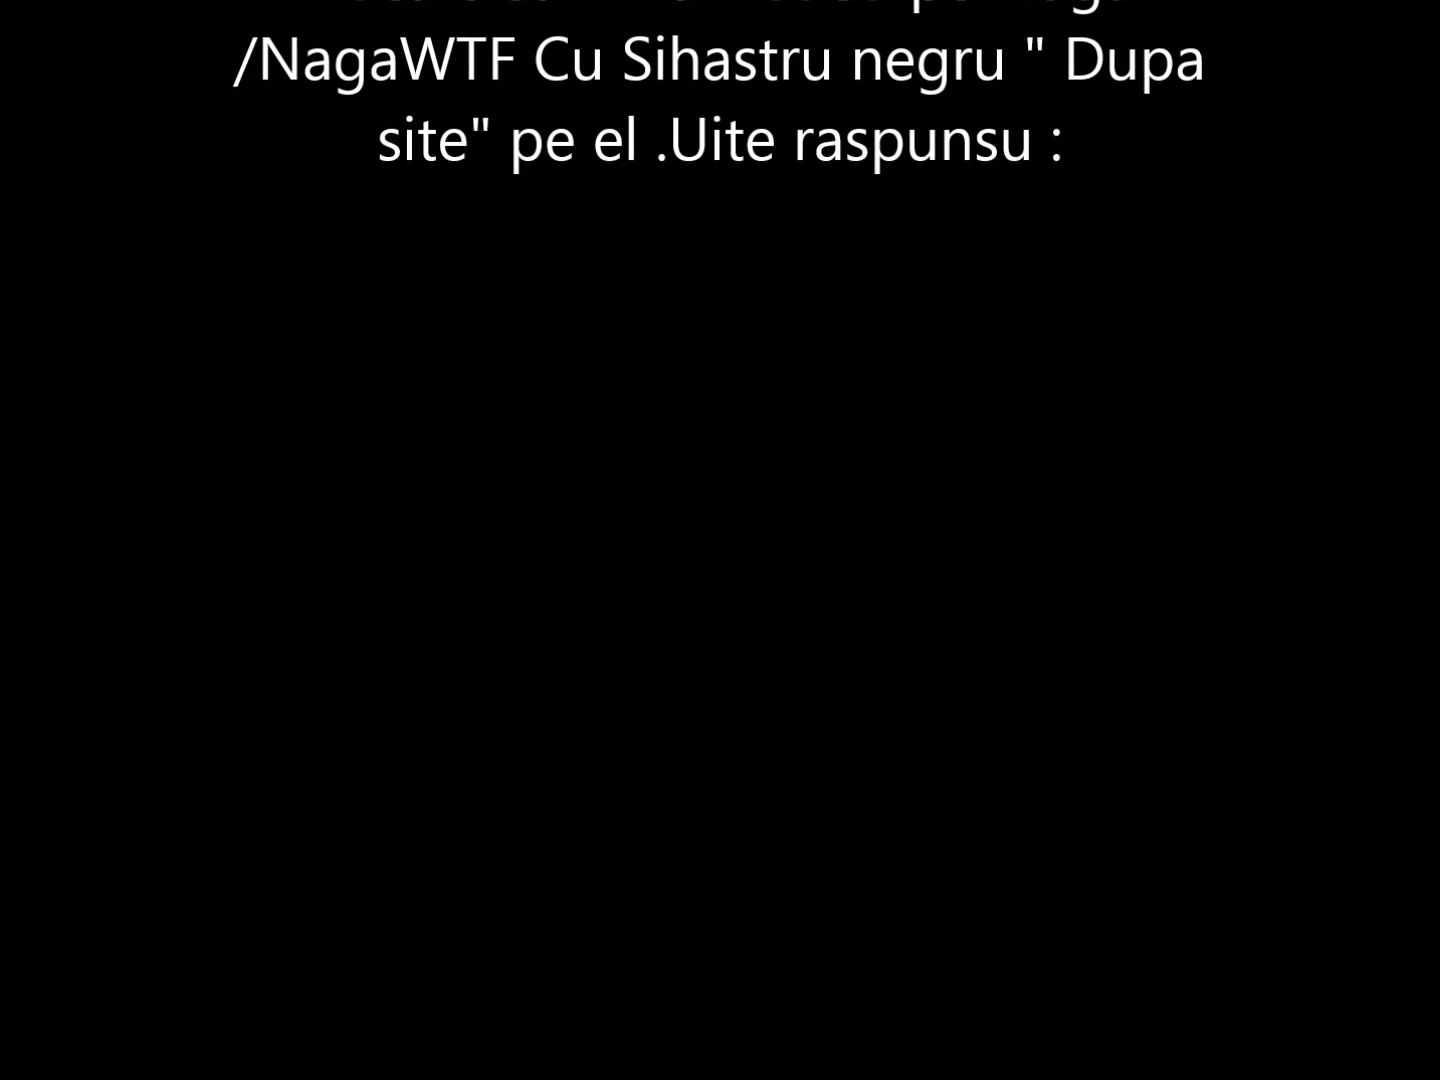 /NagaWTF Cu Sihastru negru " Dupa
site" pe el .Uite raspunsu :